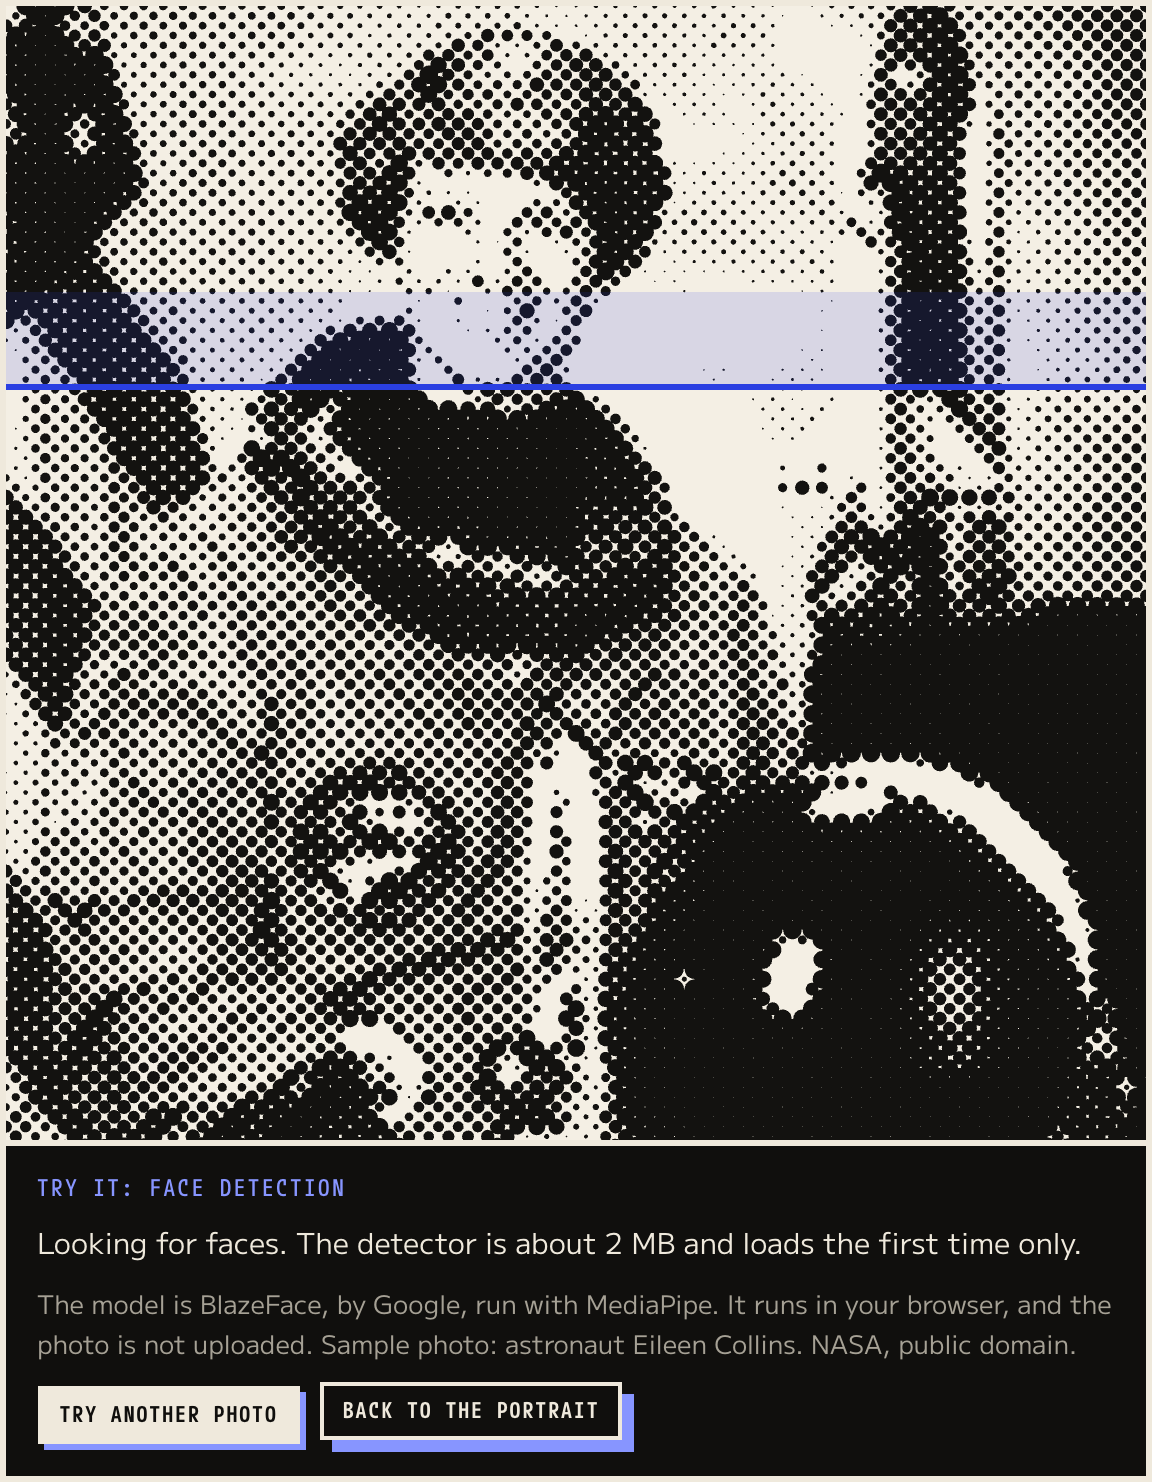 TRY IT: FACE DETECTION
Looking for faces. The detector is about 2 MB and loads the first time only.
The model is BlazeFace, by Google, run with MediaPipe. It runs in your browser, and the
photo is not uploaded. Sample photo: astronaut Eileen Collins. NASA, public domain.
TRY ANOTHER PHOTO
BACK TO THE PORTRAIT